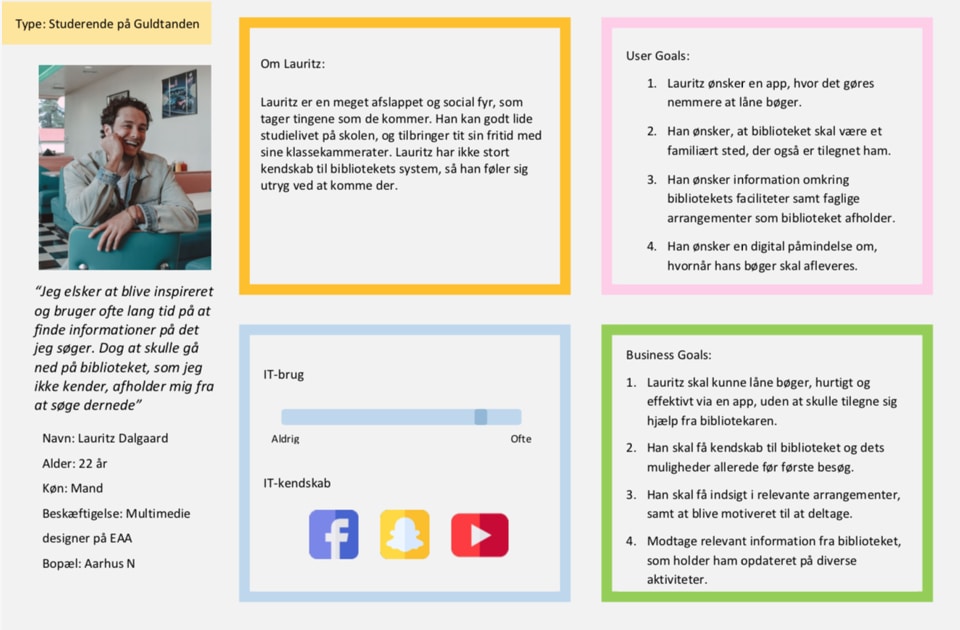 Type: Studerende på Guldtanden
“Jeg elsker at blive inspireret
og bruger ofte lang tid på at
finde informationer på det
jeg søger. Dog at skulle gå
ned på biblioteket, som jeg
ikke kender, afholder mig fra
at søge dernede”
Navn: Lauritz Dalgaard
Alder: 22 år
Køn: Mand
Beskæftigelse: Multimedie
designer på EAA
Bopæl: Aarhus N
Om Lauritz:
Lauritz er en meget afslappet og social fyr, som
tager tingene som de kommer. Han kan godt lide
studielivet på skolen, og tilbringer tit sin fritid med
sine klassekammerater. Lauritz har ikke stort
kendskab til bibliotekets system, så han føler sig
utryg ved at komme der.
IT-brug
Aldrig Ofte
IT-kendskab
User Goals:
1. Lauritz ønsker en app, hvor det gøres
nemmere at låne bøger.
2. Han ønsker, at biblioteket skal være et
familiært sted, der også er tilegnet ham.
3. Han ønsker information omkring
bibliotekets faciliteter samt faglige
arrangementer som biblioteket afholder.
4. Han ønsker en digital påmindelse om,
hvornår hans bøger skal afleveres.
Business Goals:
1. Lauritz skal kunne låne bøger, hurtigt og
effektivt via en app, uden at skulle tilegne sig
hjælp fra bibliotekaren.
2. Han skal få kendskab til biblioteket og dets
muligheder allerede før første besøg.
3. Han skal få indsigt i relevante arrangementer,
samt at blive motiveret til at deltage.
4. Modtage relevant information fra biblioteket,
som holder ham opdateret på diverse
aktiviteter.